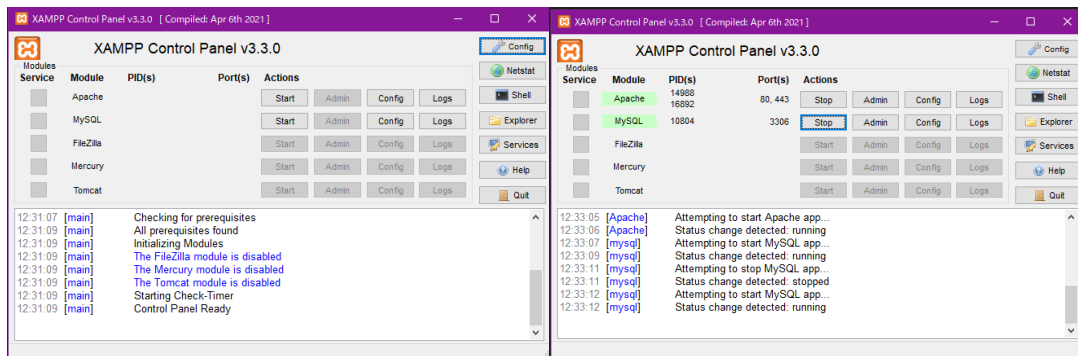 XAMPP Control Panel v3.3.0 [ Compiled: Apr 6th 2021 ]
XAMPP Control Panel v3.3.0
Config
Modules
Service Module PID(s) Port(s) Actions
Netstat
Apache Start Admin Config Logs
Shell
MySQL Start Admin Config Logs
Explorer
FileZilla Start Admin Config Logs
Services
Mercury Start Admin Config Logs
Help
Tomcat Start Admin Config Logs
Quit
12:31:07 [main] Checking for prerequisites
12:31:09 [main] All prerequisites found
12:31:09 [main] Initializing Modules
12:31:09 [main] The FileZilla module is disabled
12:31:09 [main] The Mercury module is disabled
12:31:09 [main] The Tomcat module is disabled
12:31:09 [main] Starting Check-Timer
12:31:09 [main] Control Panel Ready
XAMPP Control Panel v3.3.0 [ Compiled: Apr 6th 2021 ]
XAMPP Control Panel v3.3.0
Config
Modules
Service Module PID(s) Port(s) Actions
Netstat
Apache 14988 16892 80, 443 Stop Admin Config Logs
Shell
MySQL 10804 3306 Stop Admin Config Logs
Explorer
FileZilla Start Admin Config Logs
Services
Mercury Start Admin Config Logs
Help
Tomcat Start Admin Config Logs
Quit
12:33:05 [Apache] Attempting to start Apache app...
12:33:06 [Apache] Status change detected: running
12:33:07 [mysql] Attempting to start MySQL app...
12:33:09 [mysql] Status change detected: running
12:33:11 [mysql] Attempting to stop MySQL app...
12:33:11 [mysql] Status change detected: stopped
12:33:12 [mysql] Attempting to start MySQL app...
12:33:12 [mysql] Status change detected: running